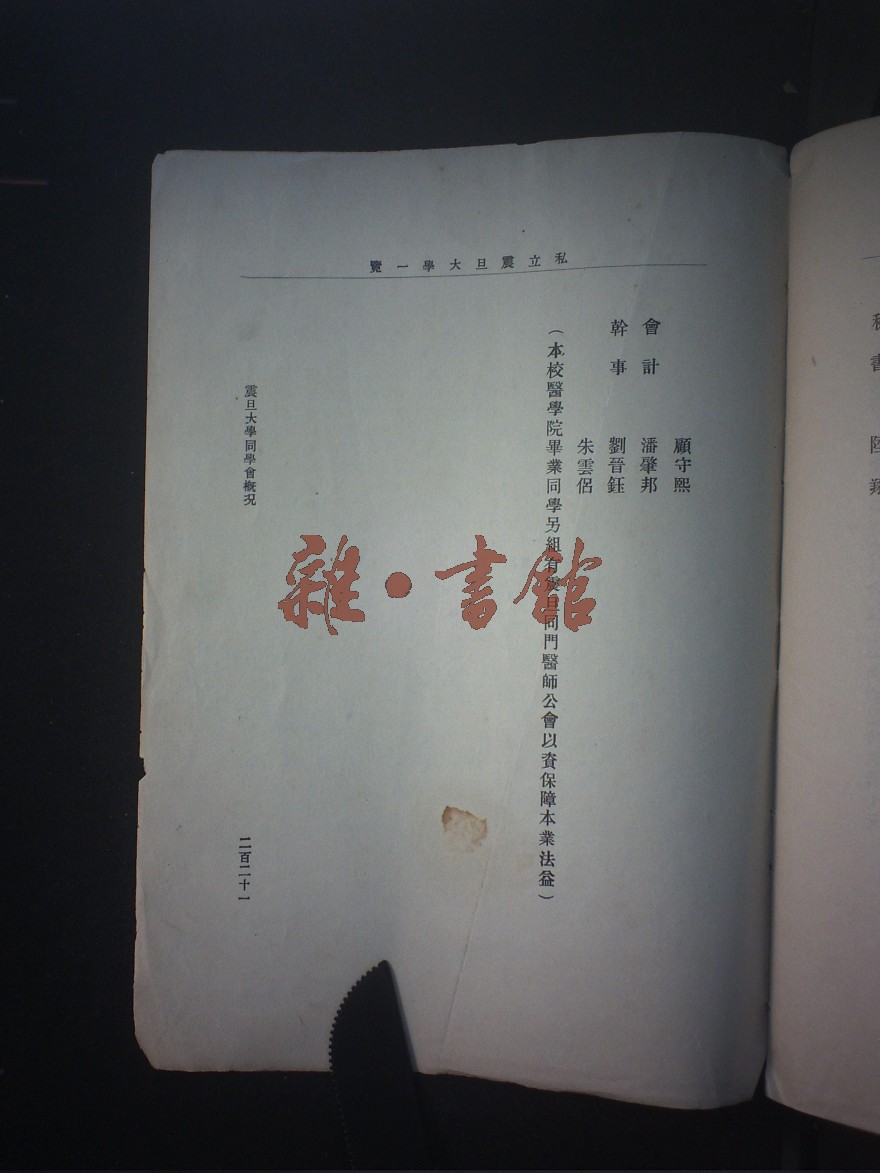 私立震旦大學一覽
顧守熙
會計　潘肇邦
幹事　劉晉鈺
朱雲侶
（本校醫學院畢業同學另組有震旦同門醫師公會以資保障本業法益）
震旦大學同學會概况
二百二十一
雜・書館
書
陸